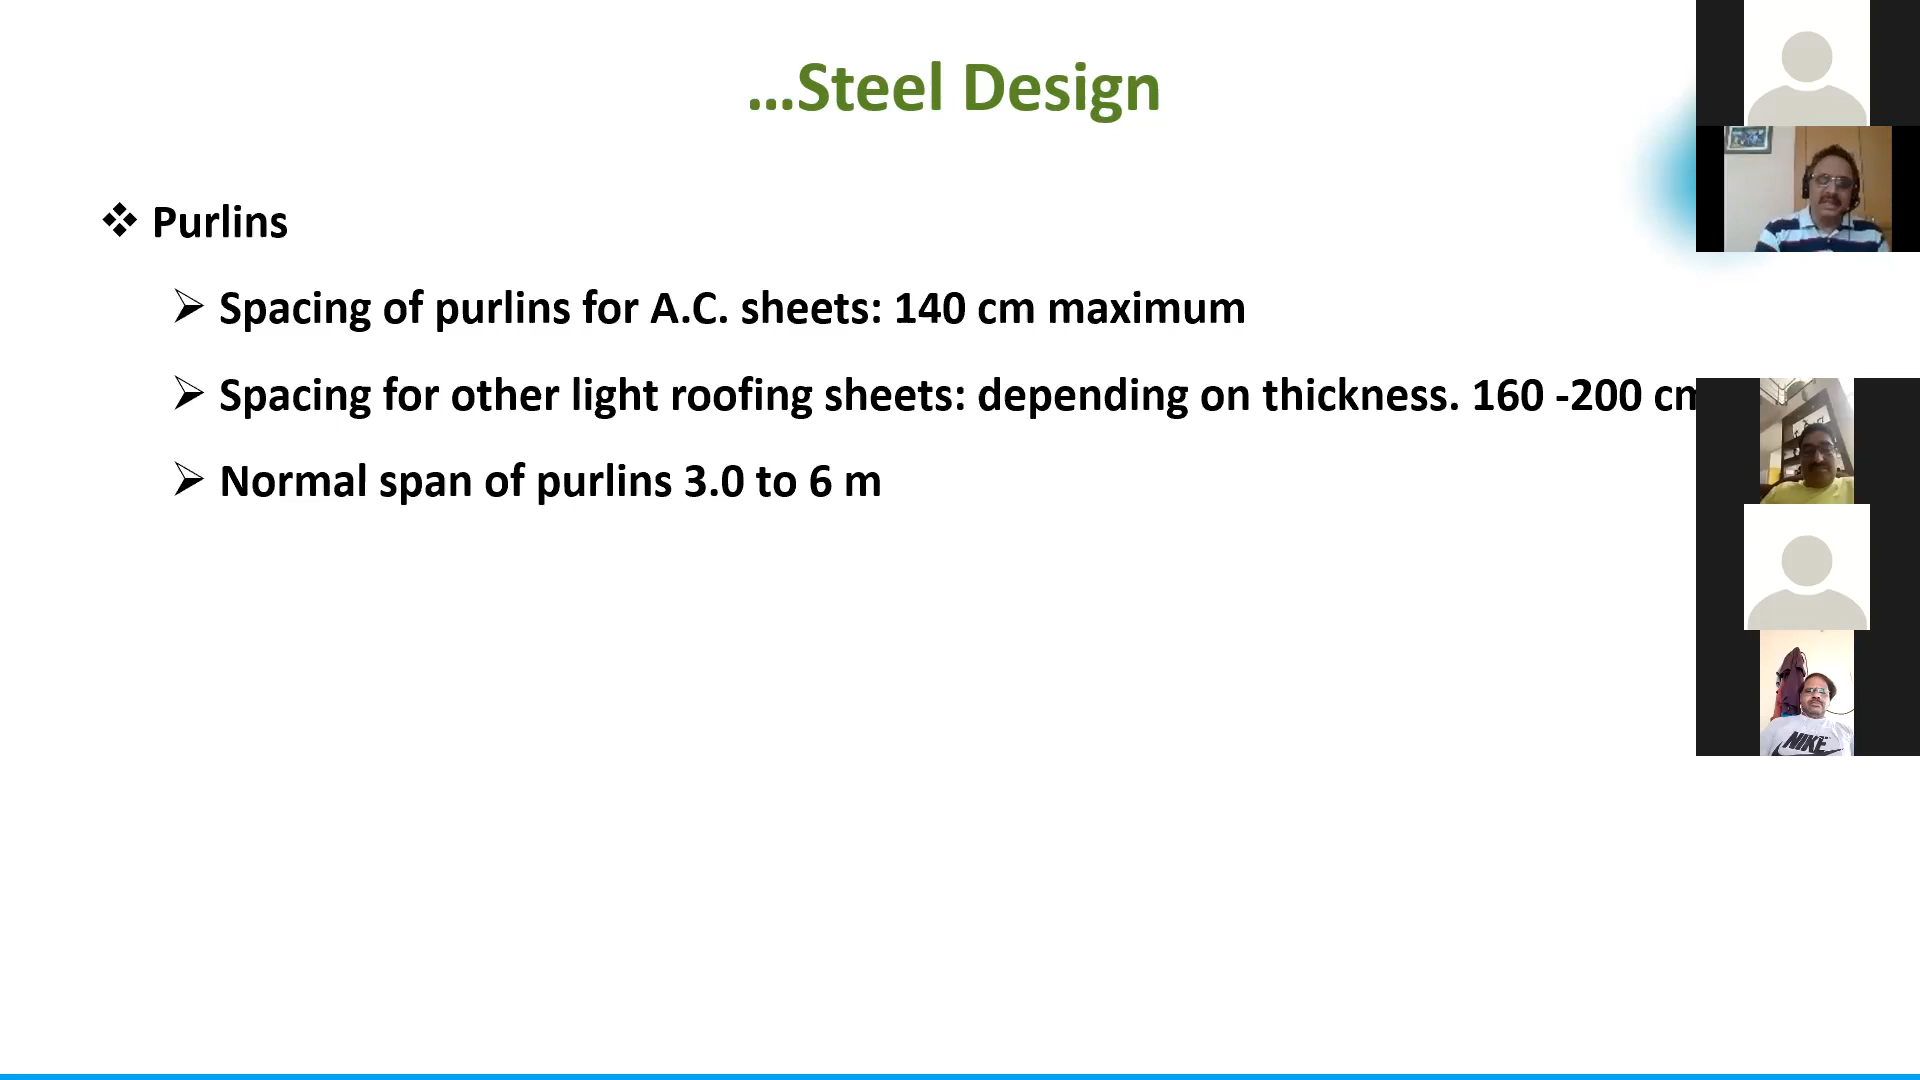 ...Steel Design
Purlins
Spacing of purlins for A.C. sheets: 140 cm maximum
Spacing for other light roofing sheets: depending on thickness. 160 -200 cm
Normal span of purlins 3.0 to 6 m
NIKE